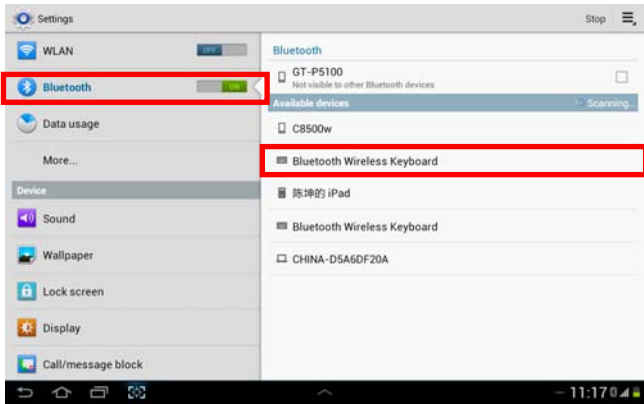 Settings
Stop
WLAN
OFF
Bluetooth
ON
Data usage
More...
Device
Sound
Wallpaper
Lock screen
Display
Call/message block
Bluetooth
GT-P5100
Not visible to other Bluetooth devices
Available devices
Scanning...
C8500w
Bluetooth Wireless Keyboard
陈坤的 iPad
Bluetooth Wireless Keyboard
CHINA-D5A6DF20A
11:17